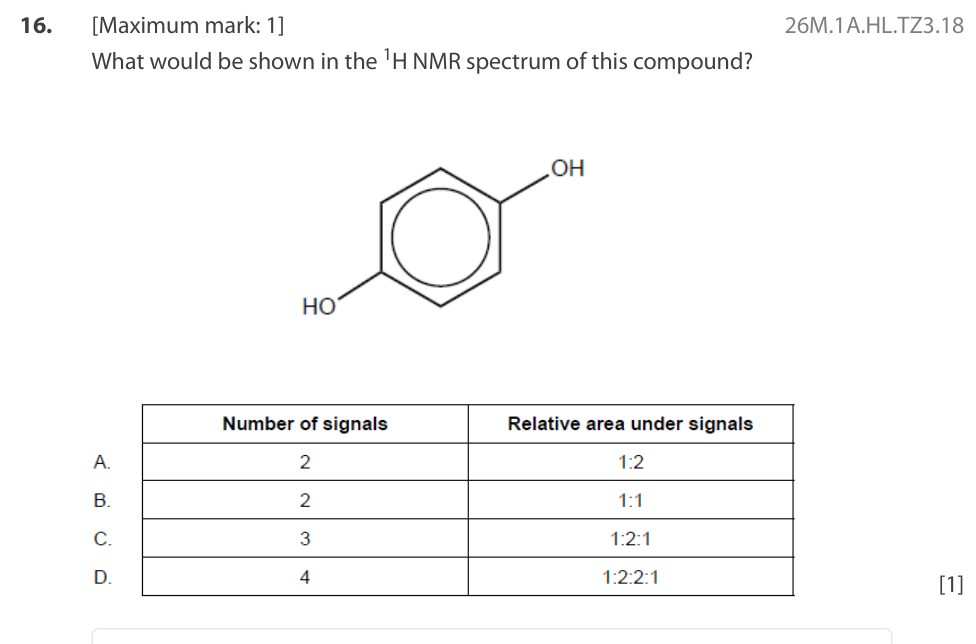 16. [Maximum mark: 1] 26M.1A.HL.TZ3.18
What would be shown in the ¹H NMR spectrum of this compound?
OH
HO
Number of signals Relative area under signals
A. 2 1:2
B. 2 1:1
C. 3 1:2:1
D. 4 1:2:2:1
[1]